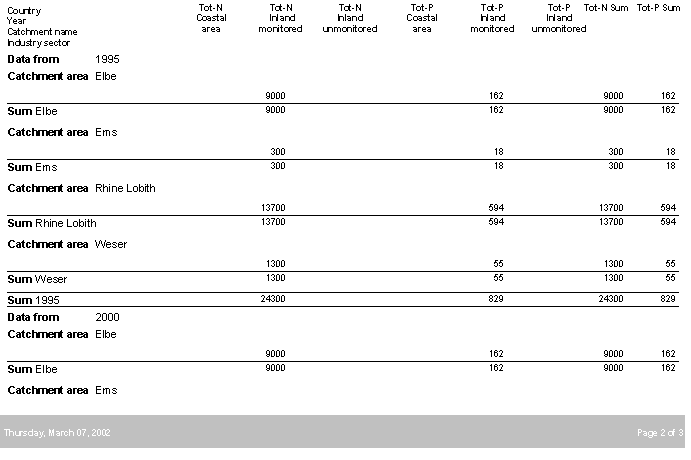 Country Tot-N Tot-N Tot-N Tot-P Tot-P Tot-P Tot-N Sum Tot-P Sum
Year Coastal Inland Inland Coastal Inland Inland
Catchment name area monitored unmonitored area monitored unmonitored
Industry sector
Data from 1995
Catchment area Elbe
9000 162 9000 162
Sum Elbe 9000 162 9000 162
Catchment area Ems
300 18 300 18
Sum Ems 300 18 300 18
Catchment area Rhine Lobith
13700 594 13700 594
Sum Rhine Lobith 13700 594 13700 594
Catchment area Weser
1300 55 1300 55
Sum Weser 1300 55 1300 55
Sum 1995 24300 829 24300 829
Data from 2000
Catchment area Elbe
9000 162 9000 162
Sum Elbe 9000 162 9000 162
Catchment area Ems
Thursday, March 07, 2002 Page 2 of 3